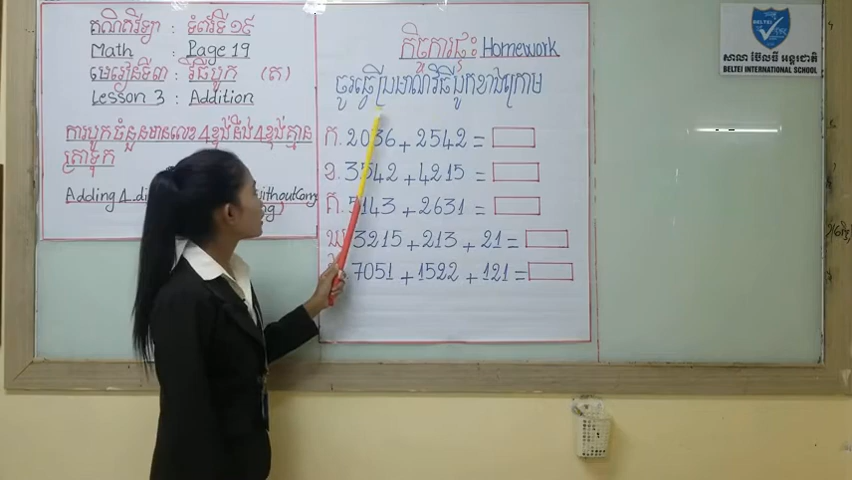 គណិតវិទ្យា : ទំព័រទី ១៩
Math : Page 19
មេរៀនទី៣ : វិធីបូក (ត)
Lesson 3 : Addition
ការបូកចំនួនមានលេខ 4ខ្ទង់ និង 4ខ្ទង់គ្មាន
ត្រាទុក
Adding 4-di
កិច្ចការផ្ទះ Homework
ចូរធ្វើប្រមាណវិធីបូកខាងក្រោម
ក. 2036 + 2542 =
ខ. 3542 + 4215 =
គ. 5143 + 2631 =
ឃ. 3215 + 213 + 21 =
7051 + 1522 + 121 =
BELTEI
សាលា ប៊ែលធី អន្តរជាតិ
BELTEI INTERNATIONAL SCHOOL